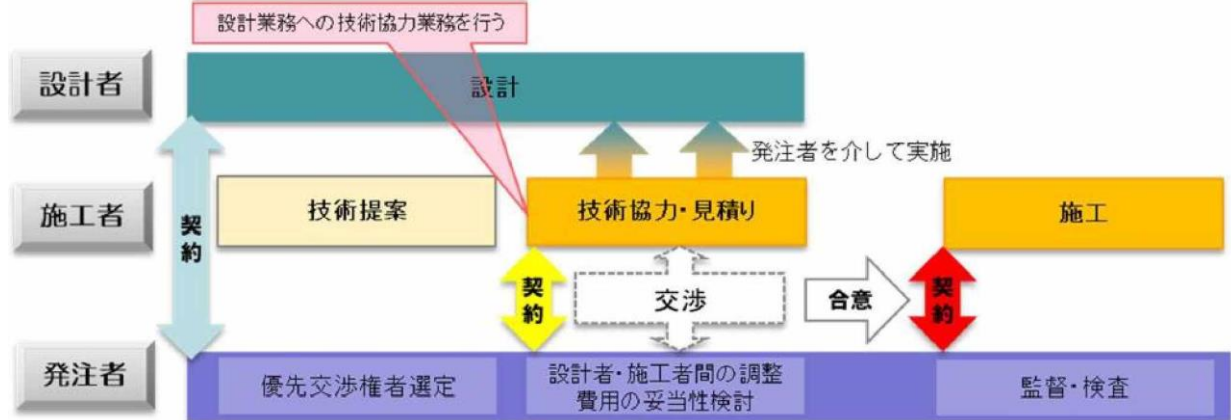 設計業務への技術協力業務を行う
設計者
設計
発注者を介して実施
施工者
技術提案
技術協力・見積り
施工
契約
契約
交渉
合意
契約
発注者
優先交渉権者選定
設計者・施工者間の調整
費用の妥当性検討
監督・検査